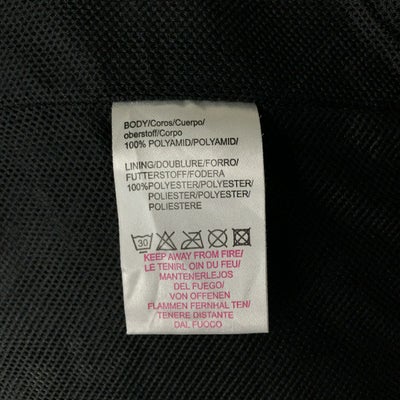 BODY/Coros/Cuerpo/
oberstoff/Corpo
100% POLYAMID/POLYAMID/
LINING/DOUBLURE/FORRO/
FUTTERSTOFF/FODERA
100%POLYESTER/POLYESTER/
POLIESTER/POLYESTER/
POLIESTERE
30
KEEP AWAY FROM FIRE/
LE TENIRL OIN DU FEU/
MANTENERLEJOS
DEL FUEGO/
VON OFFENEN
FLAMMEN FERNHAL TEN/
TENERE DISTANTE
DAL FUOCO